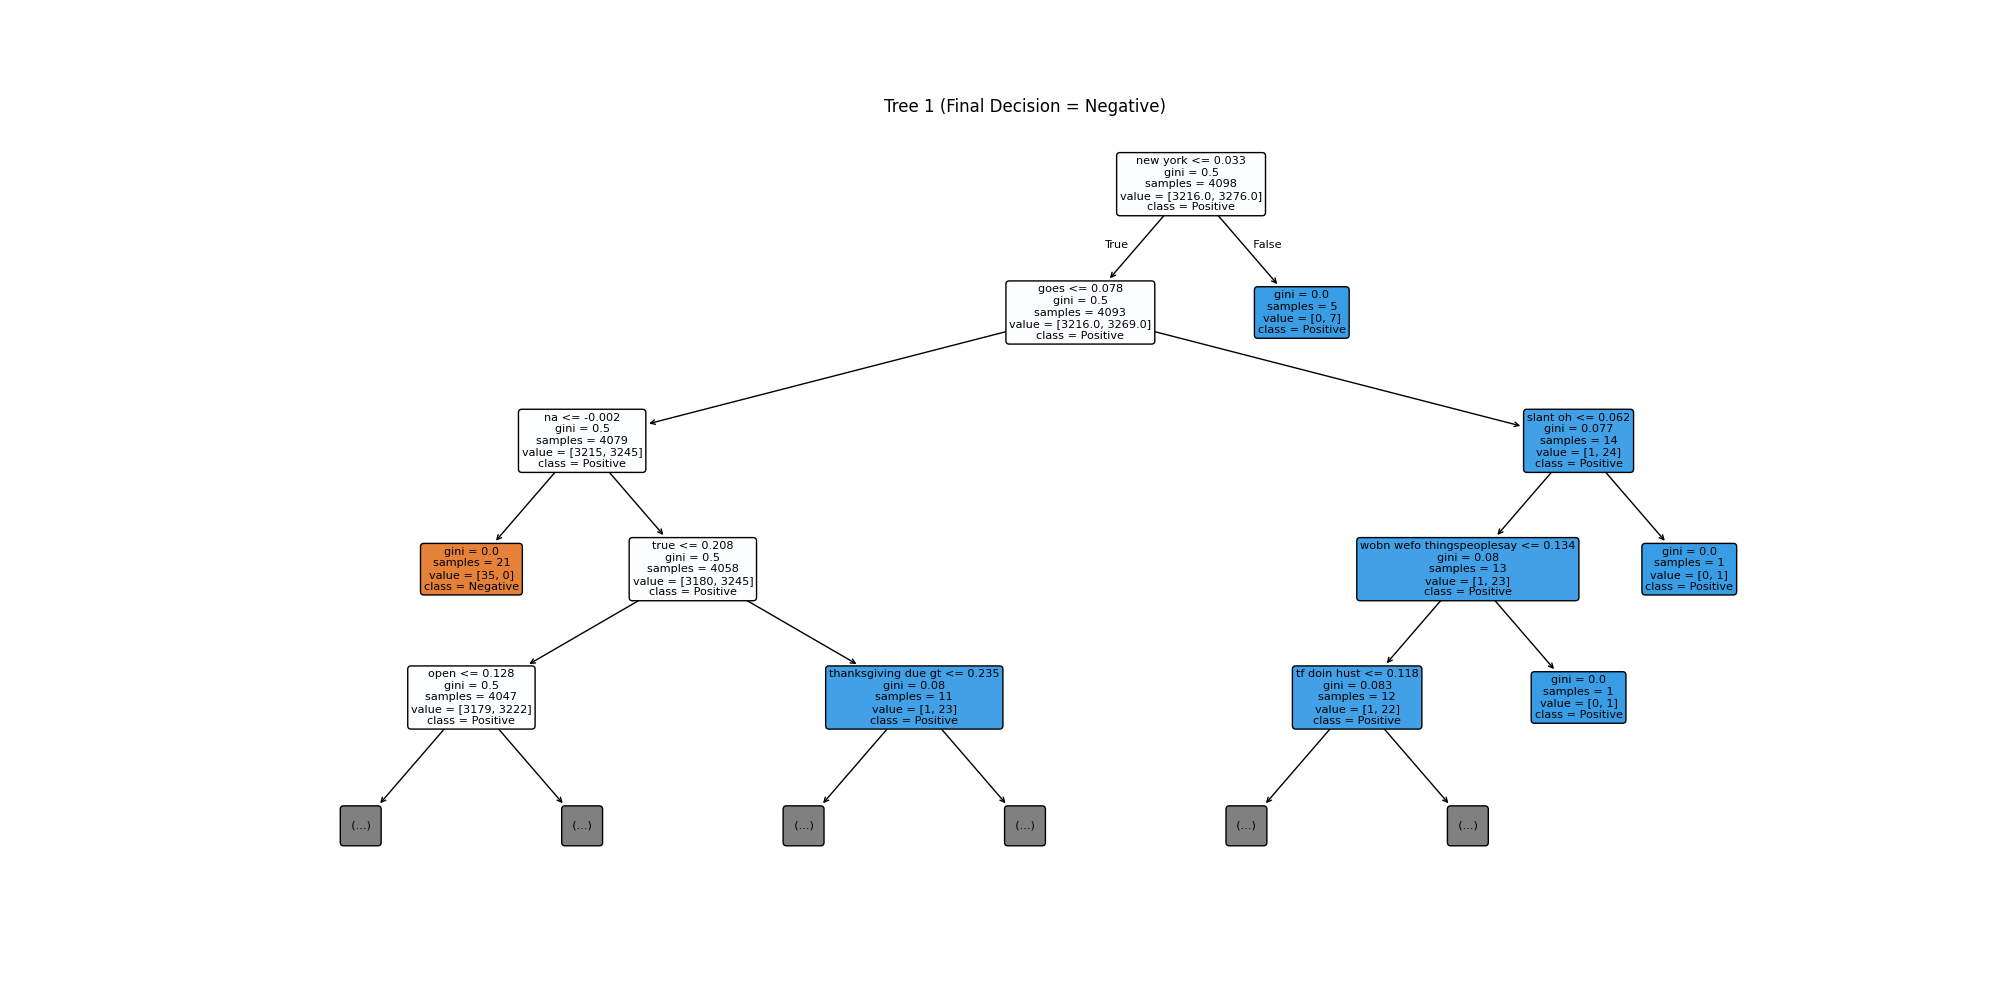 Tree 1 (Final Decision = Negative)
new york <= 0.033
gini = 0.5
samples = 4098
value = [3216.0, 3276.0]
class = Positive
True
False
goes <= 0.078
gini = 0.5
samples = 4093
value = [3216.0, 3269.0]
class = Positive
gini = 0.0
samples = 5
value = [0, 7]
class = Positive
na <= -0.002
gini = 0.5
samples = 4079
value = [3215, 3245]
class = Positive
slant oh <= 0.062
gini = 0.077
samples = 14
value = [1, 24]
class = Positive
gini = 0.0
samples = 21
value = [35, 0]
class = Negative
true <= 0.208
gini = 0.5
samples = 4058
value = [3180, 3245]
class = Positive
wobn wefo thingspeoplesay <= 0.134
gini = 0.08
samples = 13
value = [1, 23]
class = Positive
gini = 0.0
samples = 1
value = [0, 1]
class = Positive
open <= 0.128
gini = 0.5
samples = 4047
value = [3179, 3222]
class = Positive
thanksgiving due gt <= 0.235
gini = 0.08
samples = 11
value = [1, 23]
class = Positive
tf doin hust <= 0.118
gini = 0.083
samples = 12
value = [1, 22]
class = Positive
gini = 0.0
samples = 1
value = [0, 1]
class = Positive
(...)
(...)
(...)
(...)
(...)
(...)